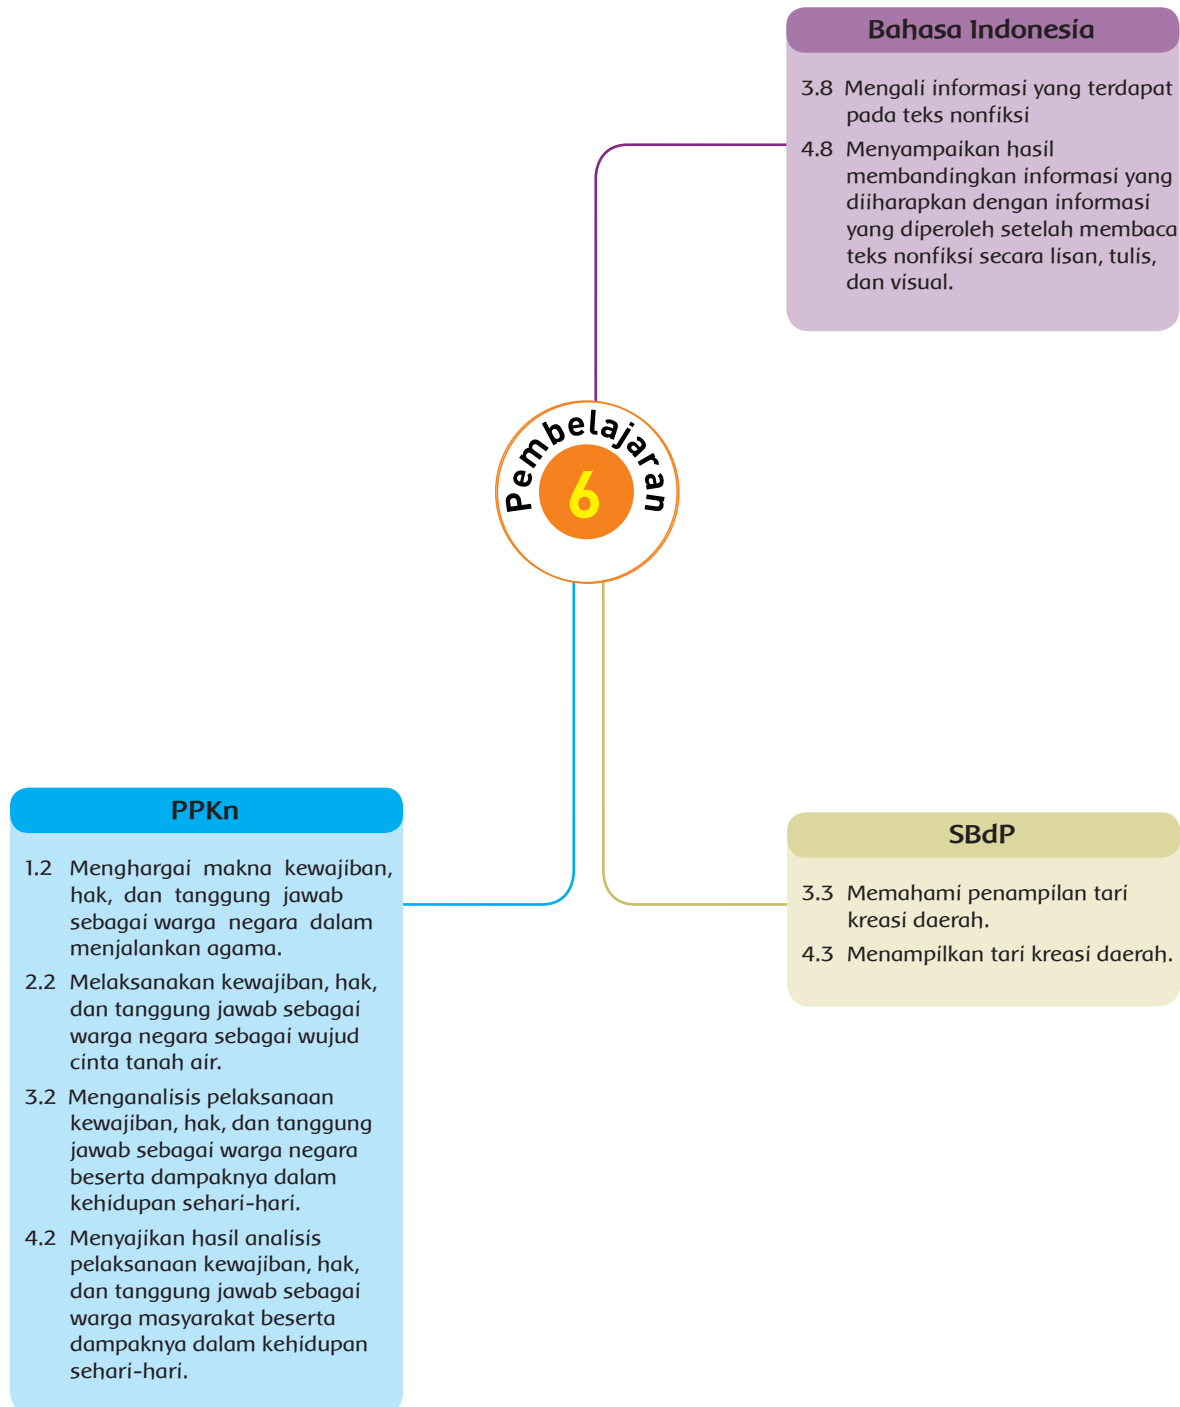 Bahasa Indonesia
3.8 Mengali informasi yang terdapat
pada teks nonfiksi
4.8 Menyampaikan hasil
membandingkan informasi yang
diiharapkan dengan informasi
yang diperoleh setelah membaca
teks nonfiksi secara lisan, tulis,
dan visual.
Pembelajaran
6
PPKn
1.2 Menghargai makna kewajiban,
hak, dan tanggung jawab
sebagai warga negara dalam
menjalankan agama.
2.2 Melaksanakan kewajiban, hak,
dan tanggung jawab sebagai
warga negara sebagai wujud
cinta tanah air.
3.2 Menganalisis pelaksanaan
kewajiban, hak, dan tanggung
jawab sebagai warga negara
beserta dampaknya dalam
kehidupan sehari-hari.
4.2 Menyajikan hasil analisis
pelaksanaan kewajiban, hak,
dan tanggung jawab sebagai
warga masyarakat beserta
dampaknya dalam kehidupan
sehari-hari.
SBdP
3.3 Memahami penampilan tari
kreasi daerah.
4.3 Menampilkan tari kreasi daerah.